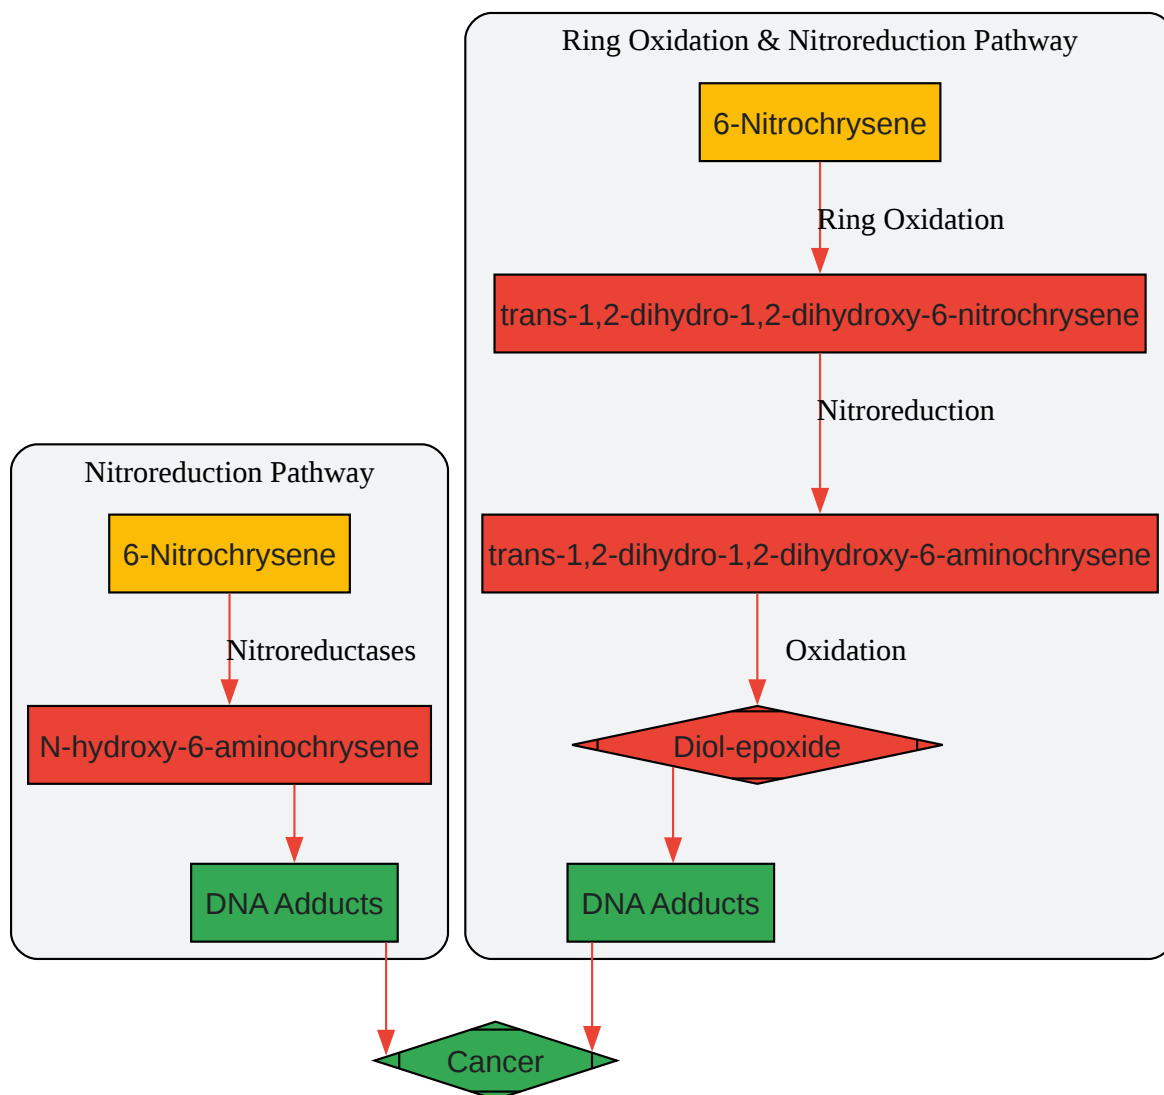 Ring Oxidation & Nitroreduction Pathway
6-Nitrochrysene
Ring Oxidation
trans-1,2-dihydro-1,2-dihydroxy-6-nitrochrysene
Nitroreduction
trans-1,2-dihydro-1,2-dihydroxy-6-aminochrysene
Oxidation
Diol-epoxide
DNA Adducts
Nitroreduction Pathway
6-Nitrochrysene
Nitroreductases
N-hydroxy-6-aminochrysene
DNA Adducts
Cancer